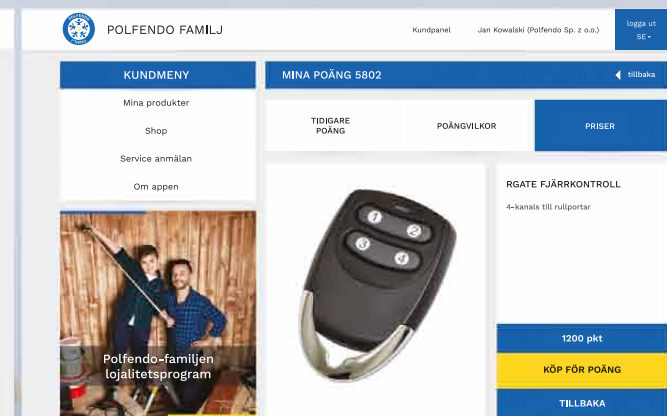 POLFENDO FAMILJ
Kundpanel
Jan Kowalski (Polfendo Sp. z o.o.)
logga ut
SE
KUNDMENY
Mina produkter
Shop
Service anmälan
Om appen
Polfendo-familjen
lojalitetsprogram
MINA POÄNG 5802
tillbaka
TIDIGARE
POÄNG
POÄNGVILKOR
PRISER
1 2
3 4
RGATE FJÄRRKONTROLL
4-kanals till rullportar
1200 pkt
KÖP FÖR POÄNG
TILLBAKA